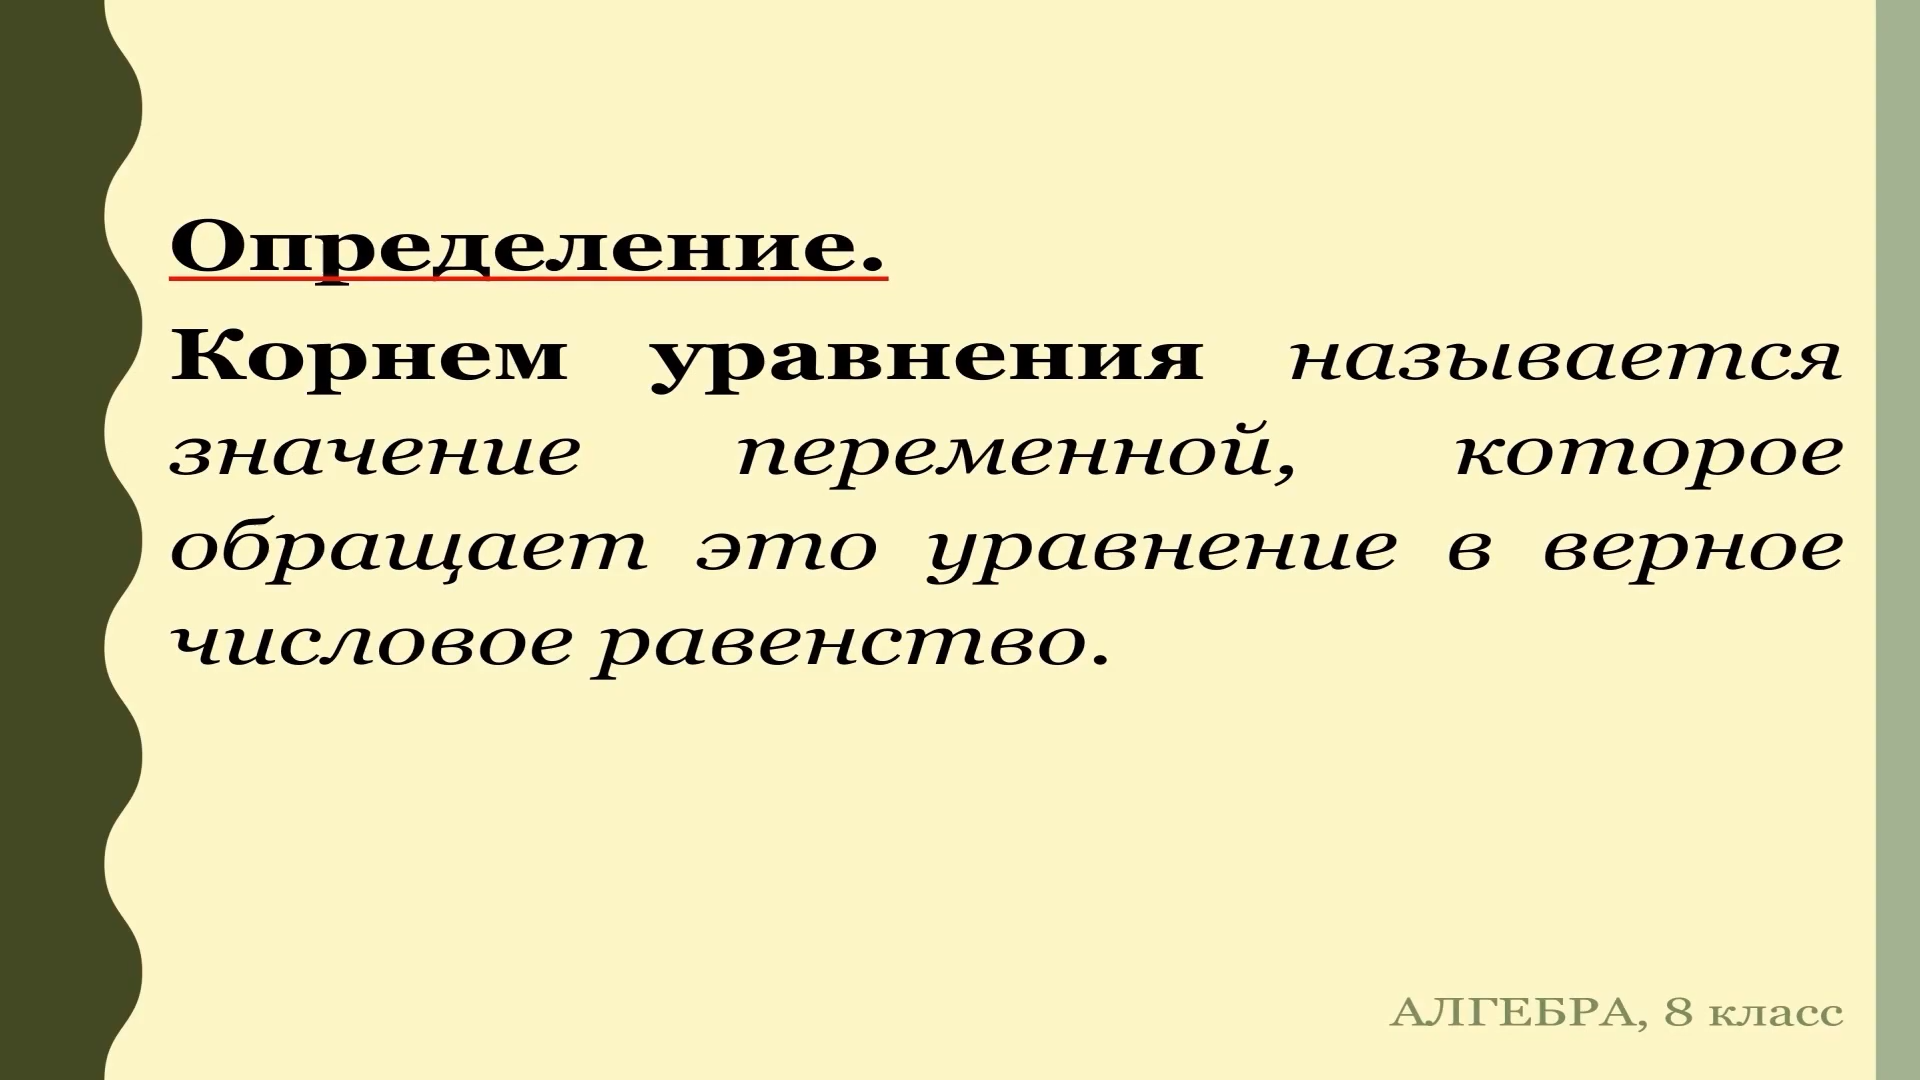 Определение.
Корнем уравнения называется
значение переменной, которое
обращает это уравнение в верное
числовое равенство.
АЛГЕБРА, 8 класс